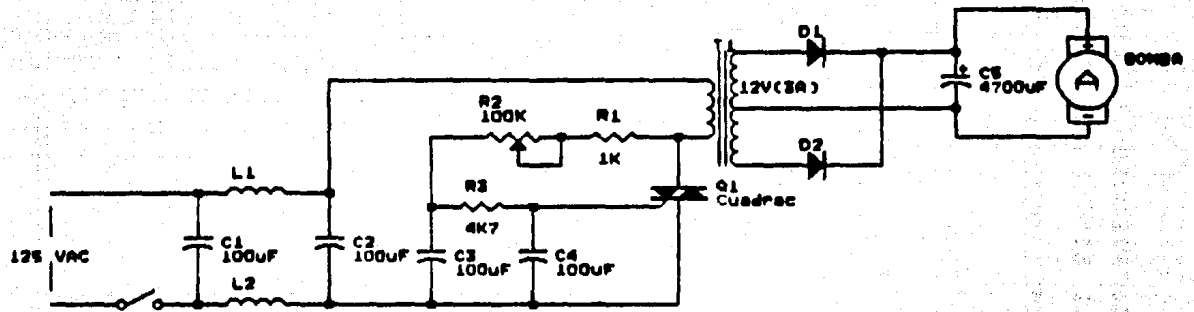 125 VAC
C1
100uF
L1
L2
C2
100uF
R2
100K
R1
1K
R3
4K7
C3
100uF
C4
100uF
Q1
Cuadrac
T1
12V(3A)
D1
D2
+
C5
4700uF
+
A
-
BOMBA